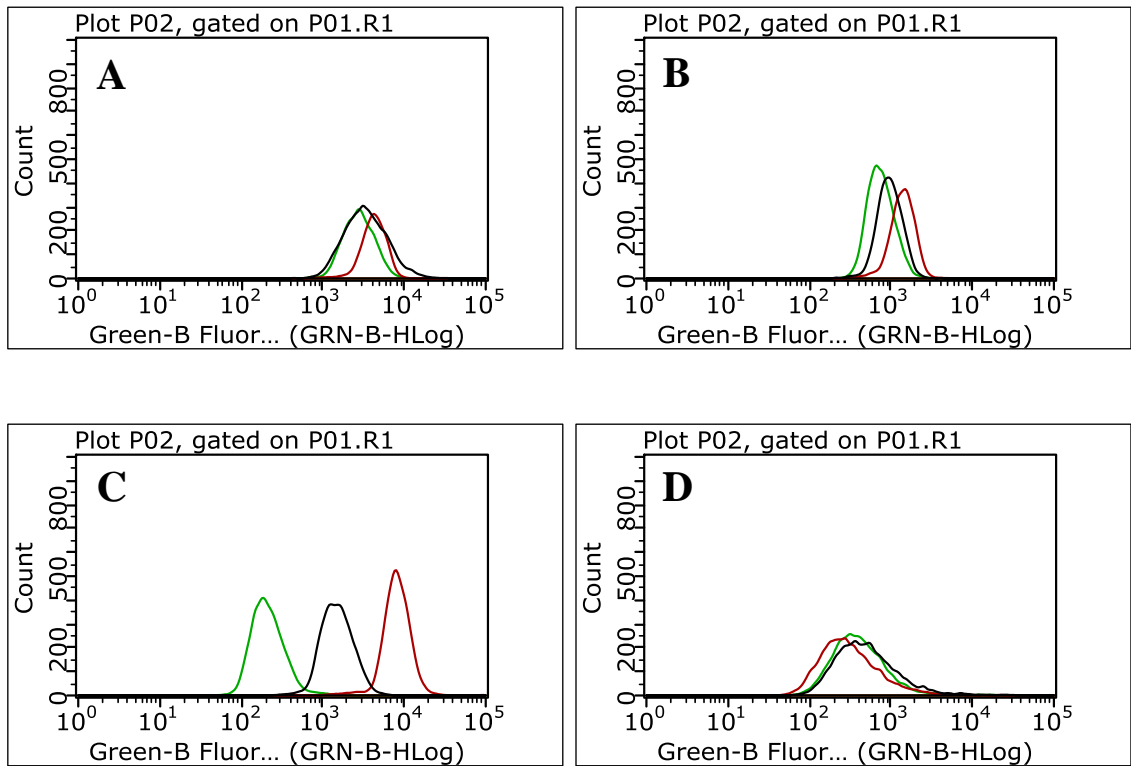 Plot P02, gated on P01.R1
A
Count
800
500
200
0
10^0 10^1 10^2 10^3 10^4 10^5
Green-B Fluor... (GRN-B-HLog)
Plot P02, gated on P01.R1
B
Count
800
500
200
0
10^0 10^1 10^2 10^3 10^4 10^5
Green-B Fluor... (GRN-B-HLog)
Plot P02, gated on P01.R1
C
Count
800
500
200
0
10^0 10^1 10^2 10^3 10^4 10^5
Green-B Fluor... (GRN-B-HLog)
Plot P02, gated on P01.R1
D
Count
800
500
200
0
10^0 10^1 10^2 10^3 10^4 10^5
Green-B Fluor... (GRN-B-HLog)